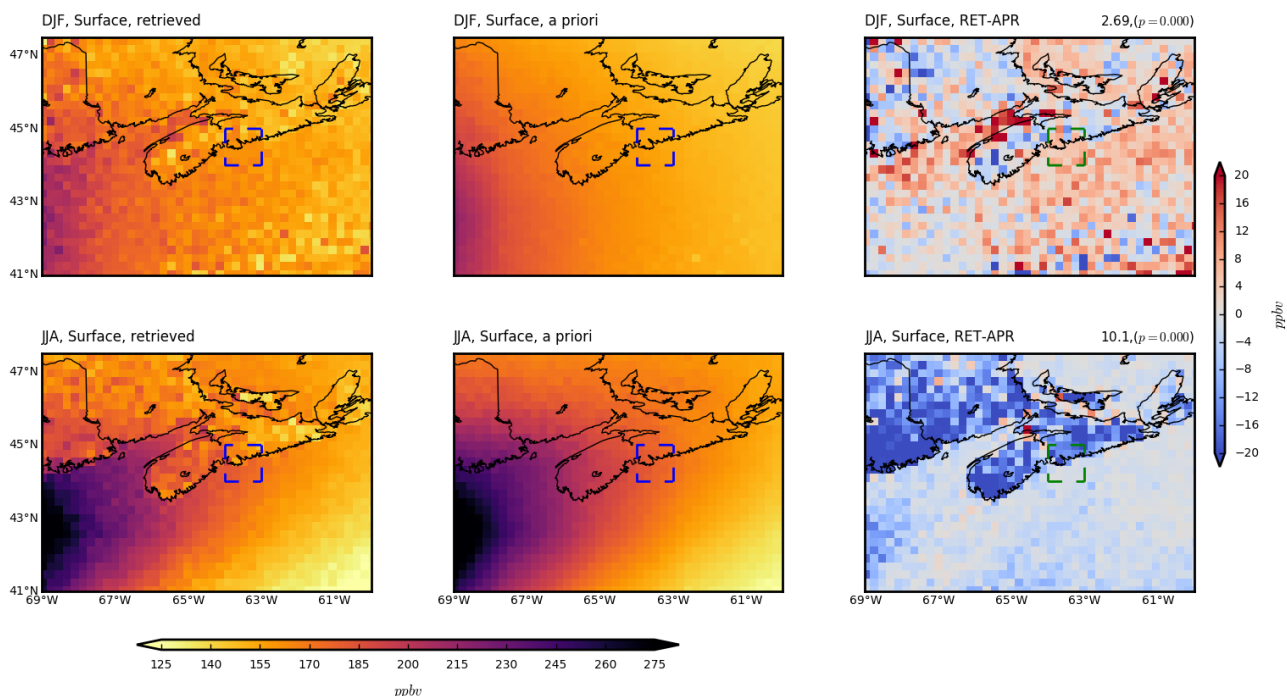 DJF, Surface, retrieved
DJF, Surface, a priori
DJF, Surface, RET-APR
2.69,(p = 0.000)
47°N
45°N
43°N
41°N
JJA, Surface, retrieved
JJA, Surface, a priori
JJA, Surface, RET-APR
10.1,(p = 0.000)
47°N
45°N
43°N
41°N
69°W 67°W 65°W 63°W 61°W
69°W 67°W 65°W 63°W 61°W
69°W 67°W 65°W 63°W 61°W
125 140 155 170 185 200 215 230 245 260 275
ppbv
20
16
12
8
4
0
−4
−8
−12
−16
−20
ppbv